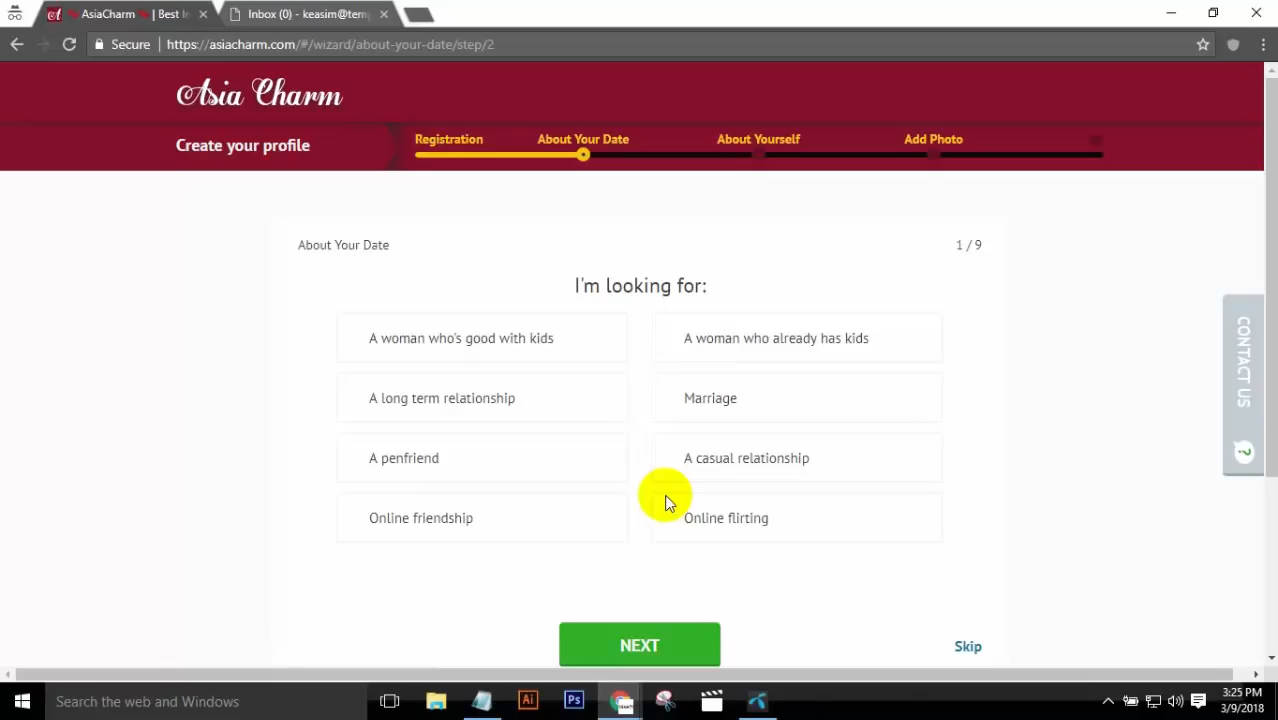 AsiaCharm | Best
Inbox (0) - keasim@tem
Secure | https://asiacharm.com/#/wizard/about-your-date/step/2
Asia Charm
Create your profile
Registration About Your Date About Yourself Add Photo
About Your Date 1 / 9
I'm looking for:
A woman who's good with kids A woman who already has kids
A long term relationship Marriage
A penfriend A casual relationship
Online friendship Online flirting
NEXT Skip
CONTACT US
?
Search the web and Windows Ai Ps 3:25 PM
3/9/2018